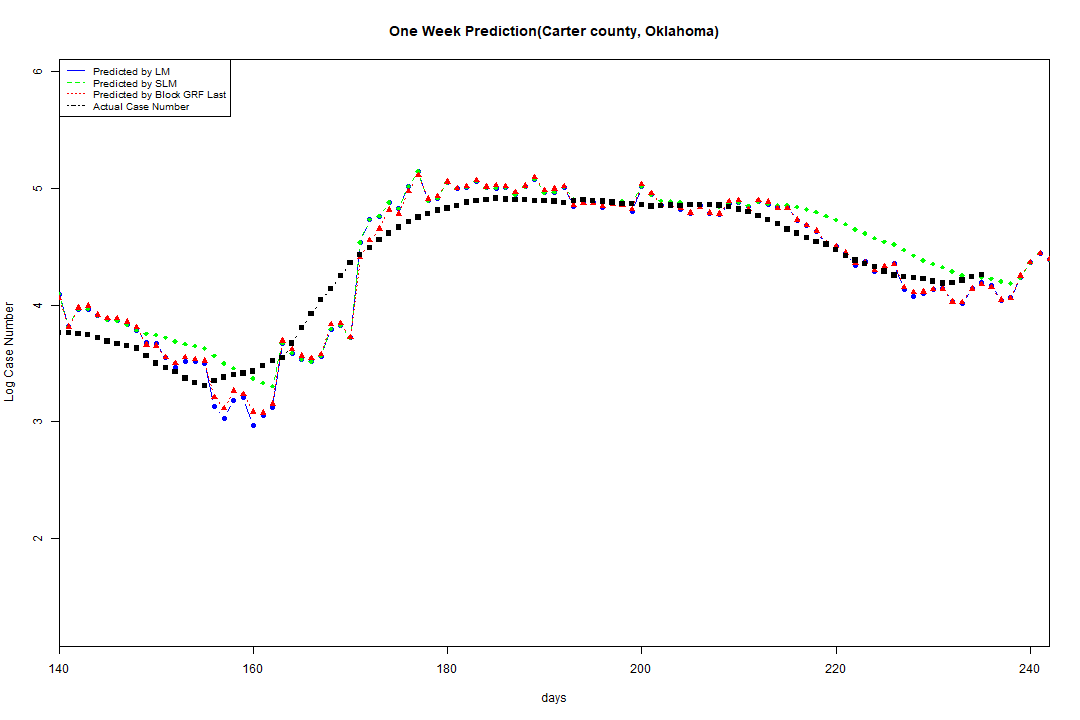 One Week Prediction(Carter county, Oklahoma)
Predicted by LM
Predicted by SLM
Predicted by Block GRF Last
Actual Case Number
6
5
4
3
2
Log Case Number
140 160 180 200 220 240
days